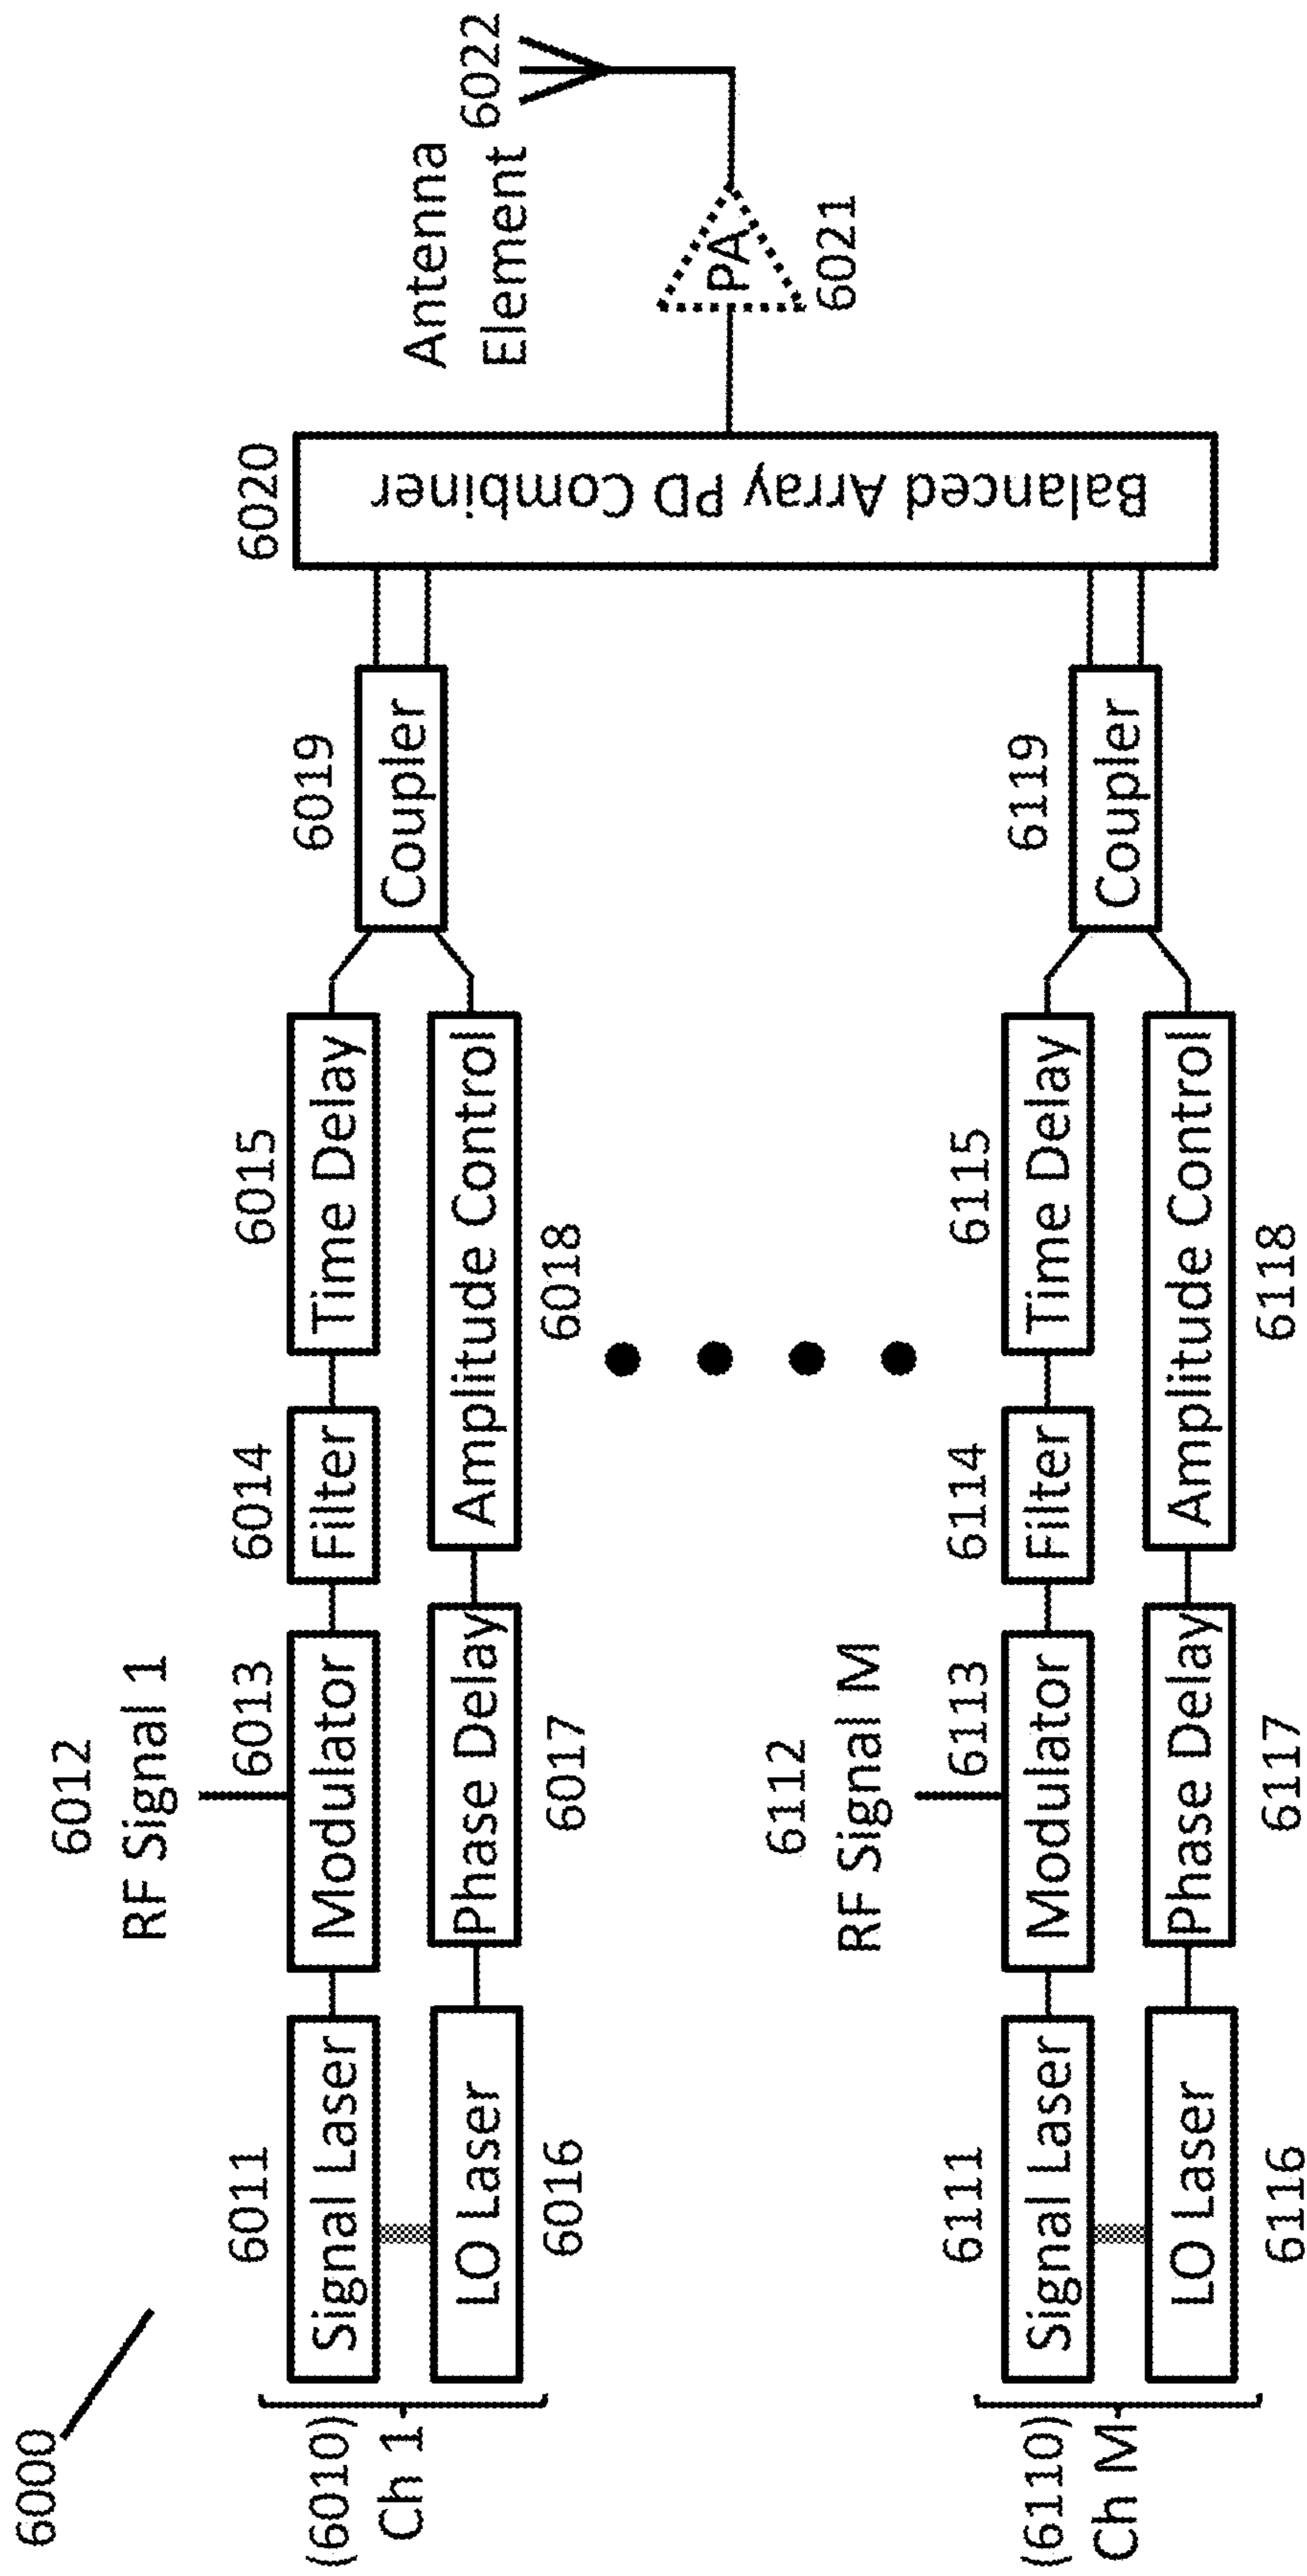 6000
6012
RF Signal 1
6011
6013
6014
6015
6019
6020
(6010)
Ch 1
Signal Laser
Modulator
Filter
Time Delay
Coupler
LO Laser
Phase Delay
Amplitude Control
6016
6017
6018
Balanced Array PD Combiner
Antenna
Element
6022
PA
6021
6112
RF Signal M
6111
6113
6114
6115
6119
(6110)
Ch M
Signal Laser
Modulator
Filter
Time Delay
Coupler
LO Laser
Phase Delay
Amplitude Control
6116
6117
6118